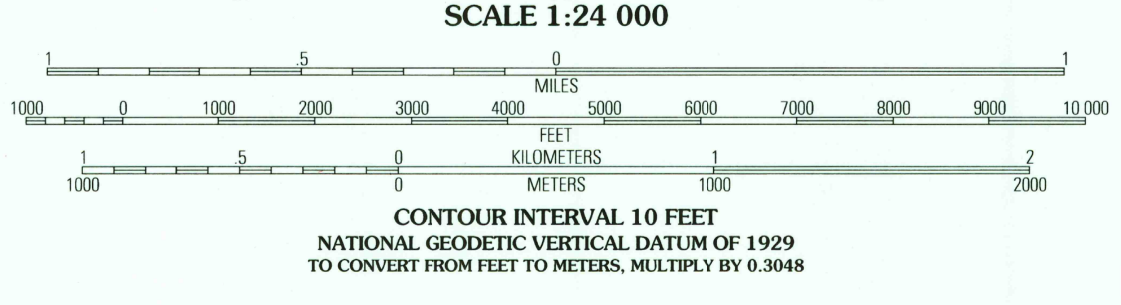 SCALE 1:24 000
1 .5 0 1
MILES
1000 0 1000 2000 3000 4000 5000 6000 7000 8000 9000 10 000
FEET
1 .5 0 KILOMETERS 1 2
1000 0 METERS 1000 2000
CONTOUR INTERVAL 10 FEET
NATIONAL GEODETIC VERTICAL DATUM OF 1929
TO CONVERT FROM FEET TO METERS, MULTIPLY BY 0.3048